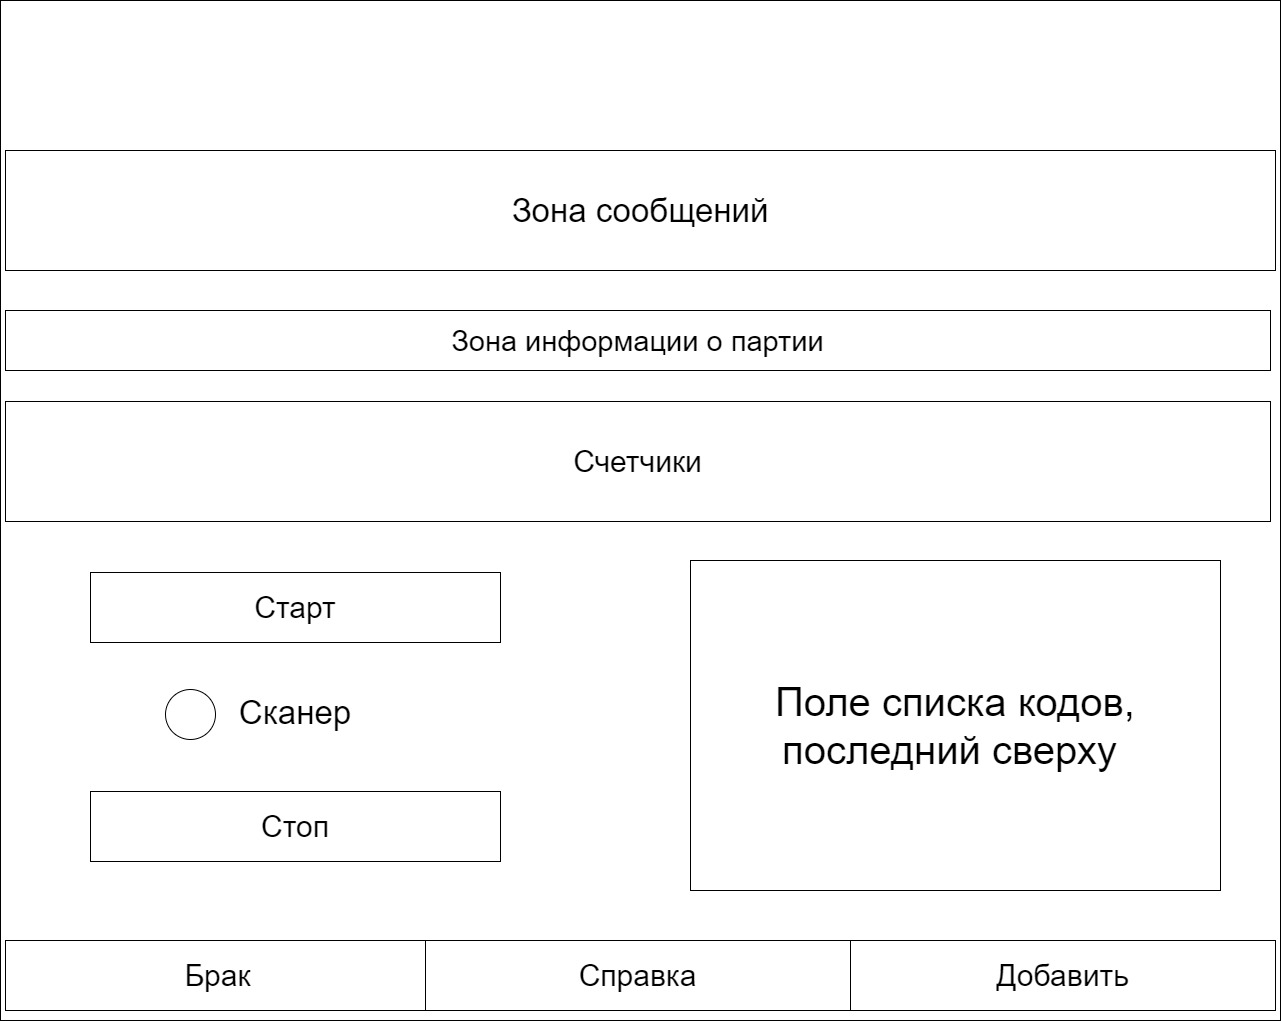 Зона сообщений
Зона информации о партии
Счетчики
Старт
Сканер
Стоп
Поле списка кодов,
последний сверху
Брак
Справка
Добавить